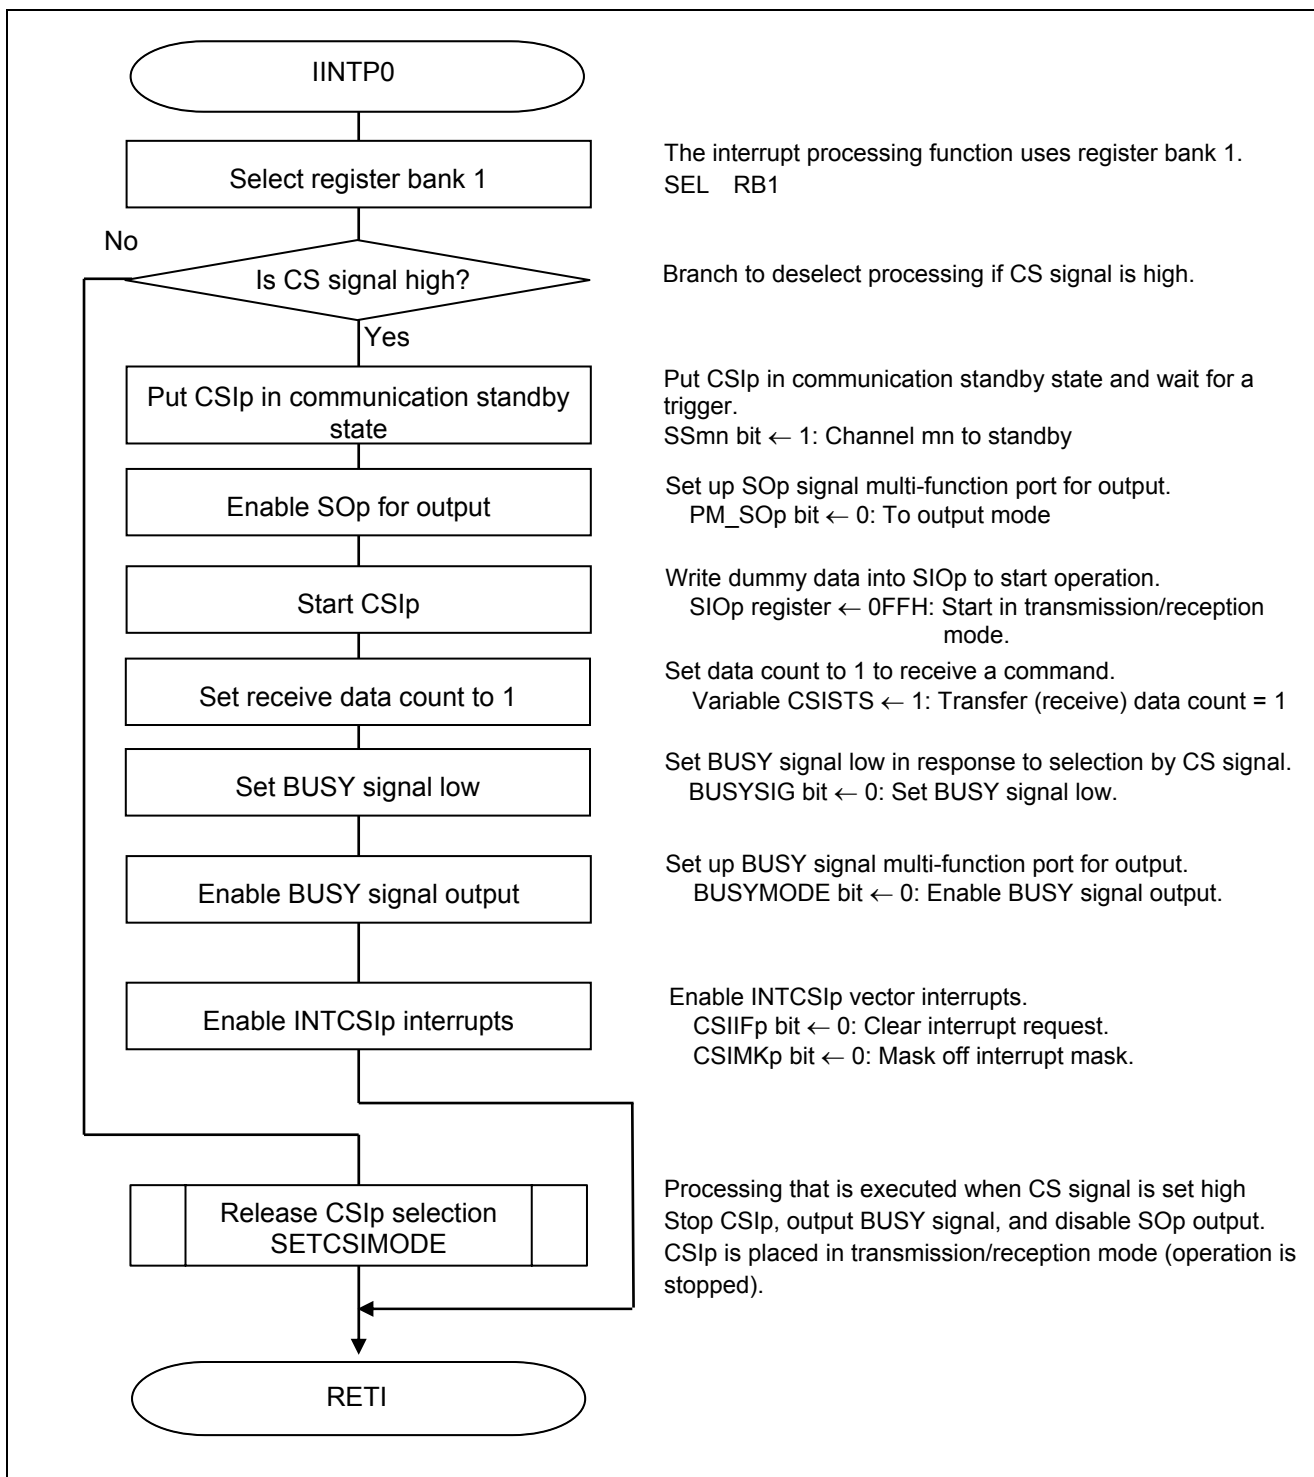 IINTP0
Select register bank 1
The interrupt processing function uses register bank 1.
SEL RB1
No
Is CS signal high?
Branch to deselect processing if CS signal is high.
Yes
Put CSIp in communication standby
state
Put CSIp in communication standby state and wait for a
trigger.
SSmn bit ← 1: Channel mn to standby
Enable SOp for output
Set up SOp signal multi-function port for output.
PM_SOp bit ← 0: To output mode
Start CSIp
Write dummy data into SIOp to start operation.
SIOp register ← 0FFH: Start in transmission/reception
mode.
Set receive data count to 1
Set data count to 1 to receive a command.
Variable CSISTS ← 1: Transfer (receive) data count = 1
Set BUSY signal low
Set BUSY signal low in response to selection by CS signal.
BUSYSIG bit ← 0: Set BUSY signal low.
Enable BUSY signal output
Set up BUSY signal multi-function port for output.
BUSYMODE bit ← 0: Enable BUSY signal output.
Enable INTCSIp interrupts
Enable INTCSIp vector interrupts.
CSIIFp bit ← 0: Clear interrupt request.
CSIMKp bit ← 0: Mask off interrupt mask.
Release CSIp selection
SETCSIMODE
Processing that is executed when CS signal is set high
Stop CSIp, output BUSY signal, and disable SOp output.
CSIp is placed in transmission/reception mode (operation is
stopped).
RETI